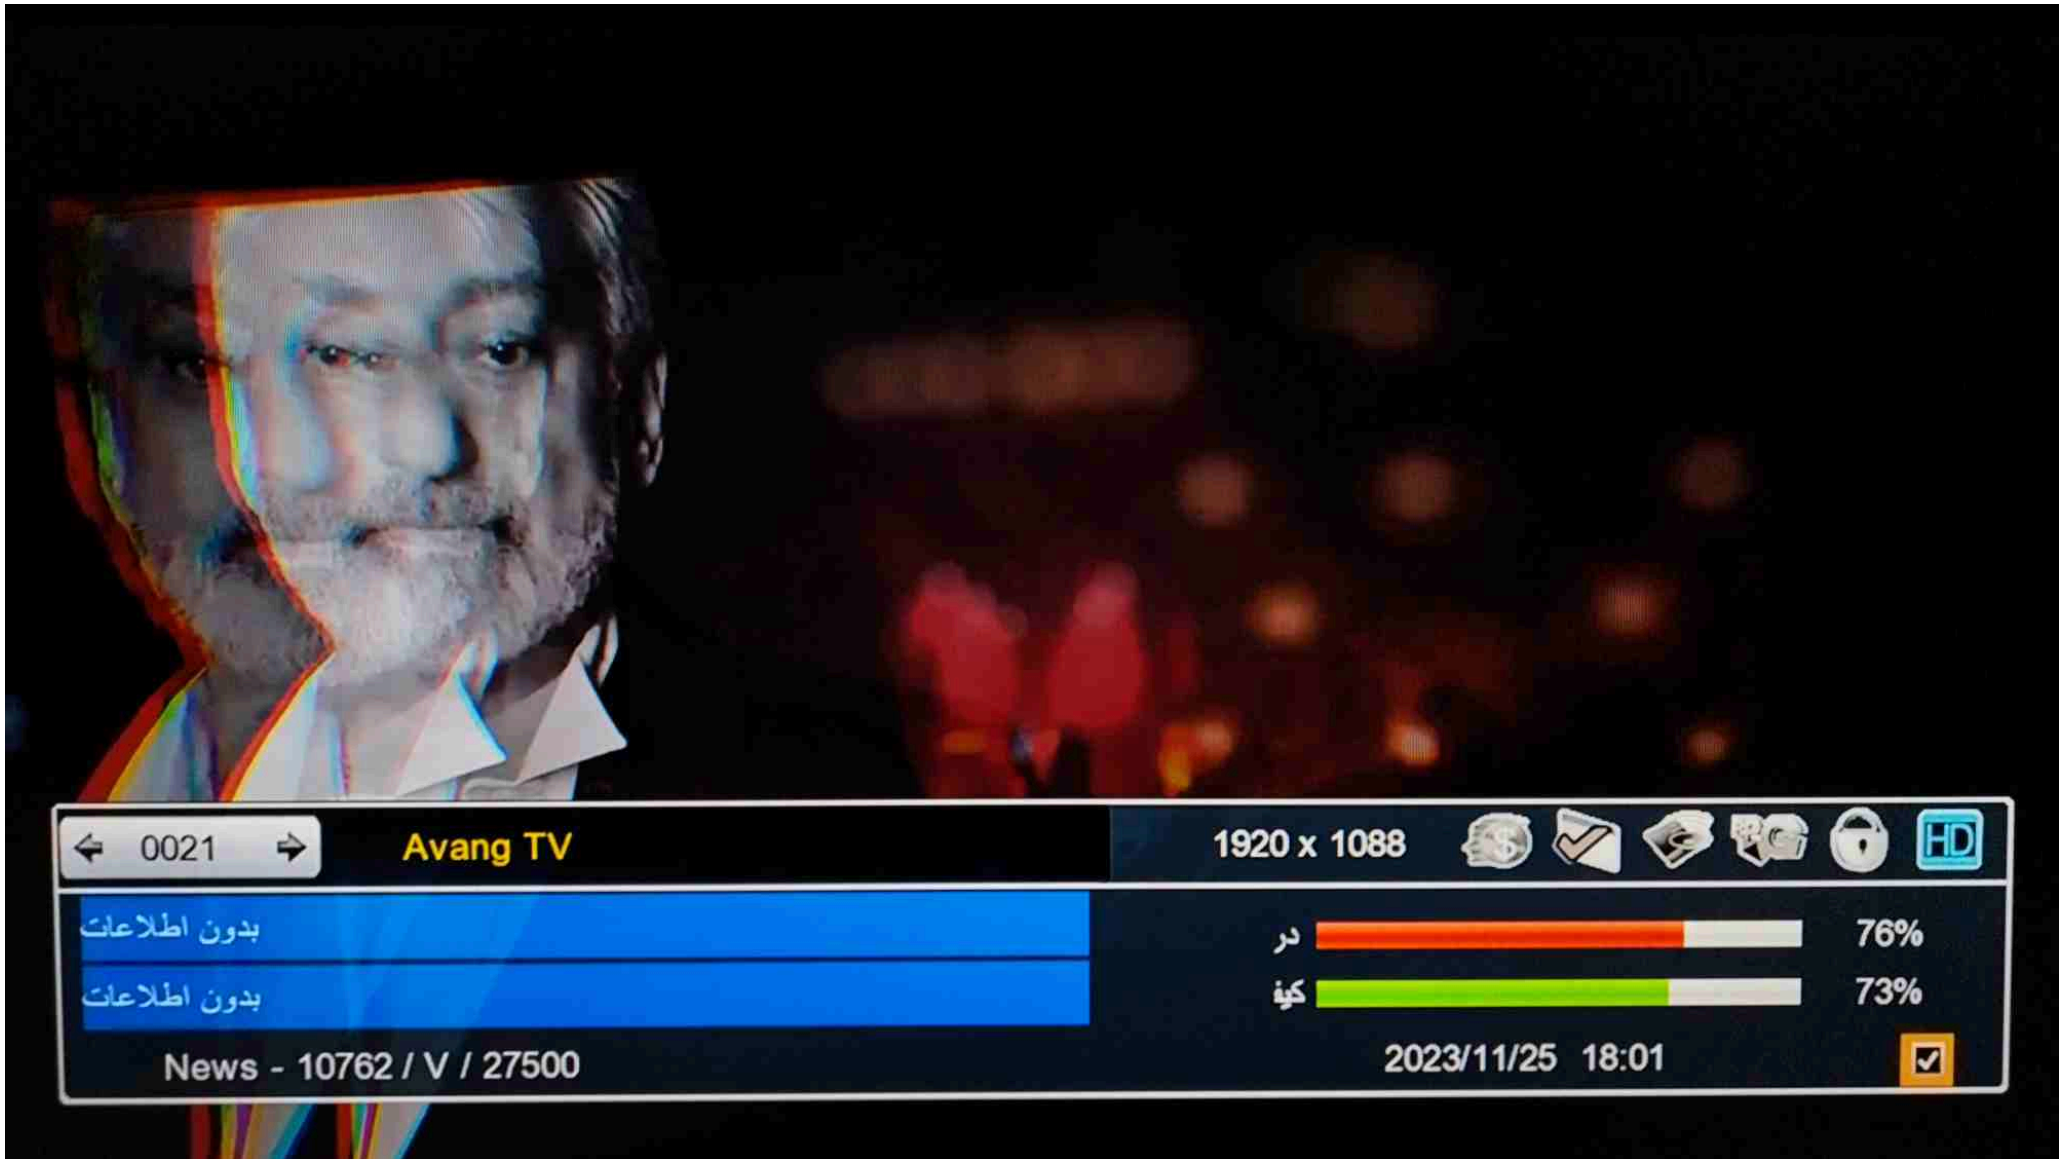 0021
Avang TV
1920 x 1088
$
HD
بدون اطلاعات
در
76%
بدون اطلاعات
کیف
73%
News - 10762 / V / 27500
2023/11/25 18:01